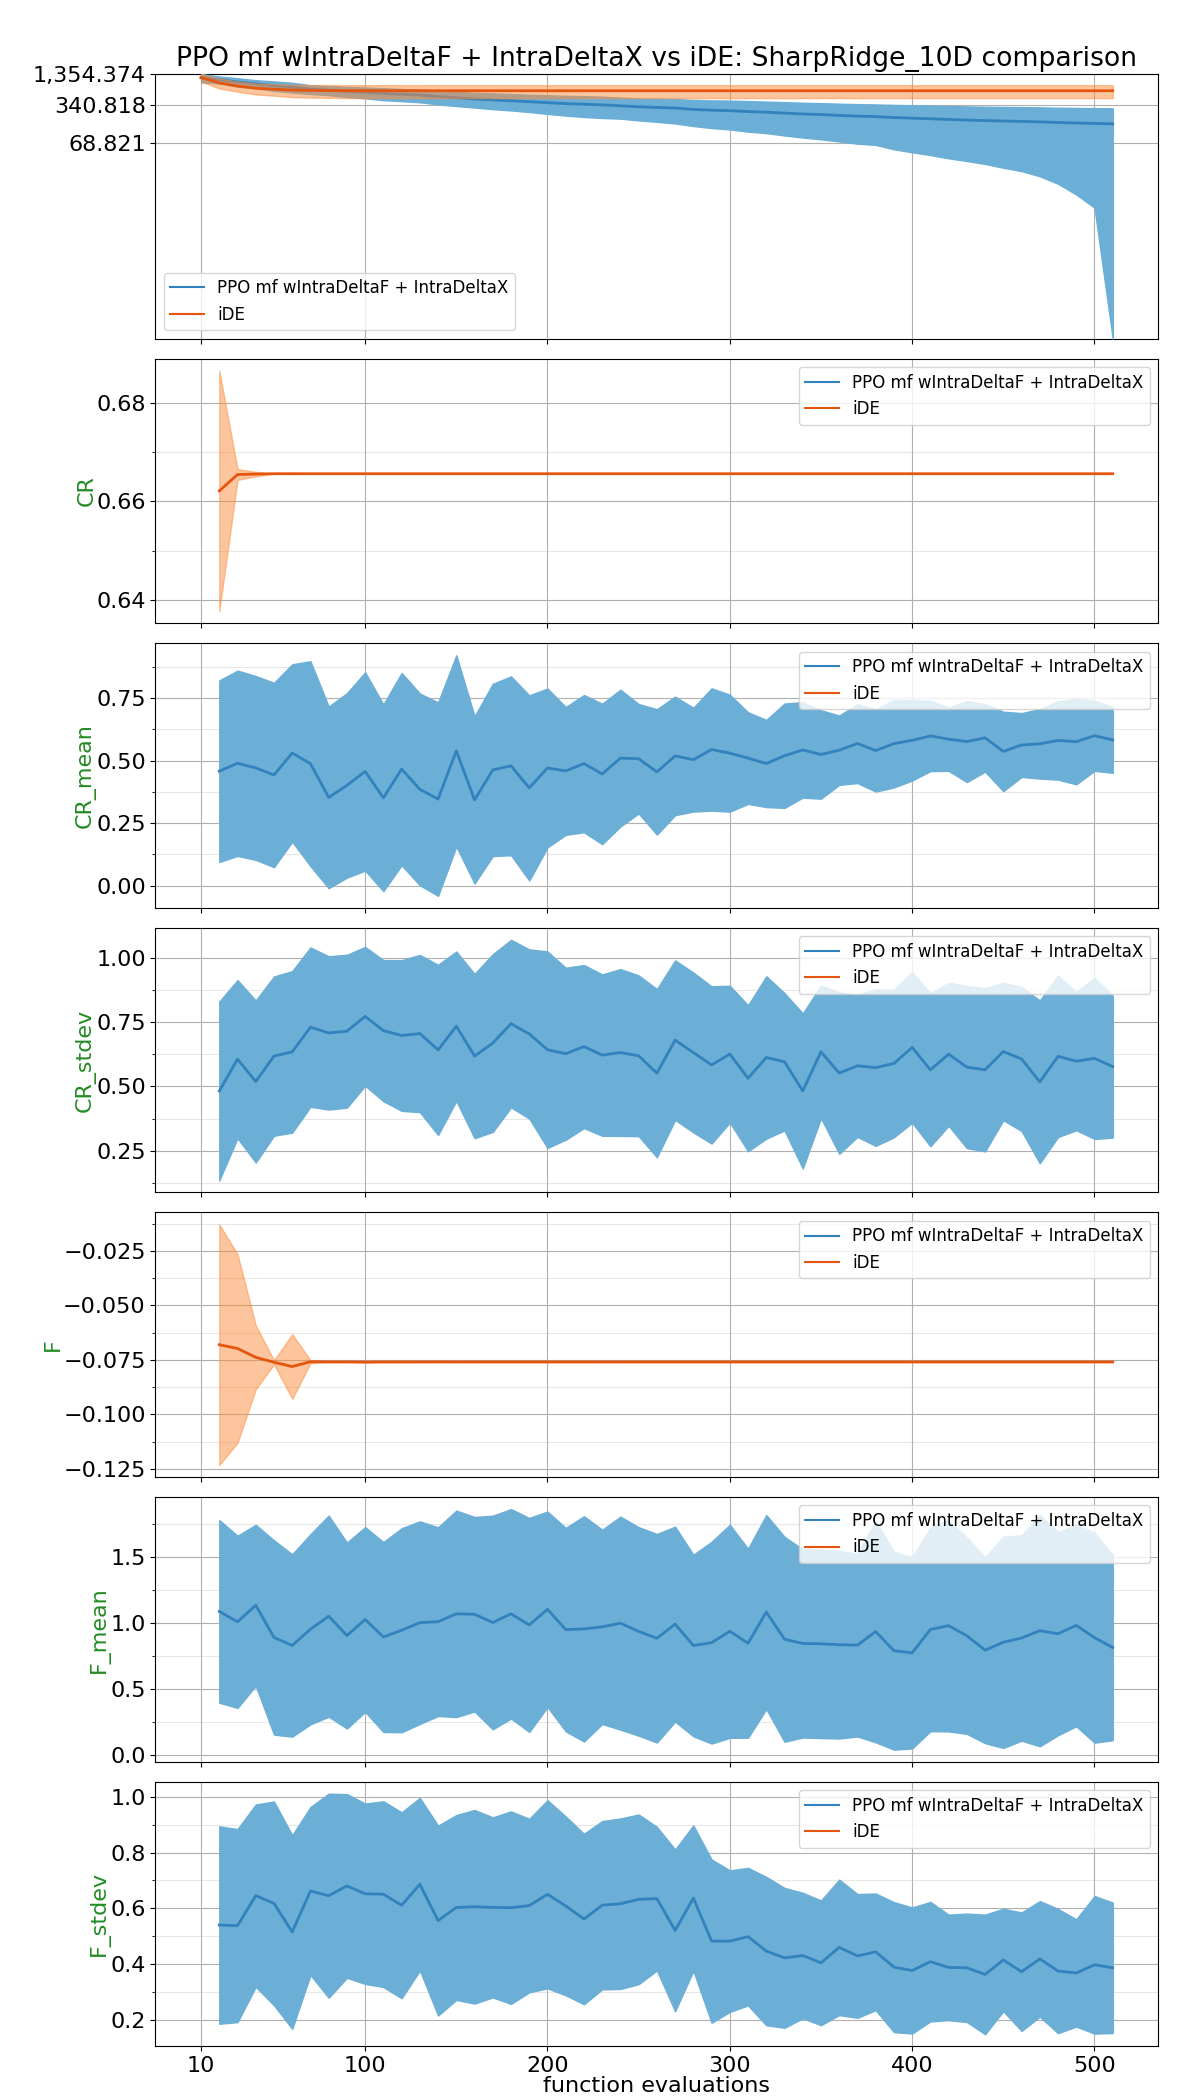 PPO mf wIntraDeltaF + IntraDeltaX vs iDE: SharpRidge_10D comparison
1,354.374
340.818
68.821
PPO mf wIntraDeltaF + IntraDeltaX
iDE
CR
0.68
0.66
0.64
PPO mf wIntraDeltaF + IntraDeltaX
iDE
CR_mean
0.75
0.50
0.25
0.00
PPO mf wIntraDeltaF + IntraDeltaX
iDE
CR_stdev
1.00
0.75
0.50
0.25
PPO mf wIntraDeltaF + IntraDeltaX
iDE
F
−0.025
−0.050
−0.075
−0.100
−0.125
PPO mf wIntraDeltaF + IntraDeltaX
iDE
F_mean
1.5
1.0
0.5
0.0
PPO mf wIntraDeltaF + IntraDeltaX
iDE
F_stdev
1.0
0.8
0.6
0.4
0.2
PPO mf wIntraDeltaF + IntraDeltaX
iDE
10 100 200 300 400 500
function evaluations